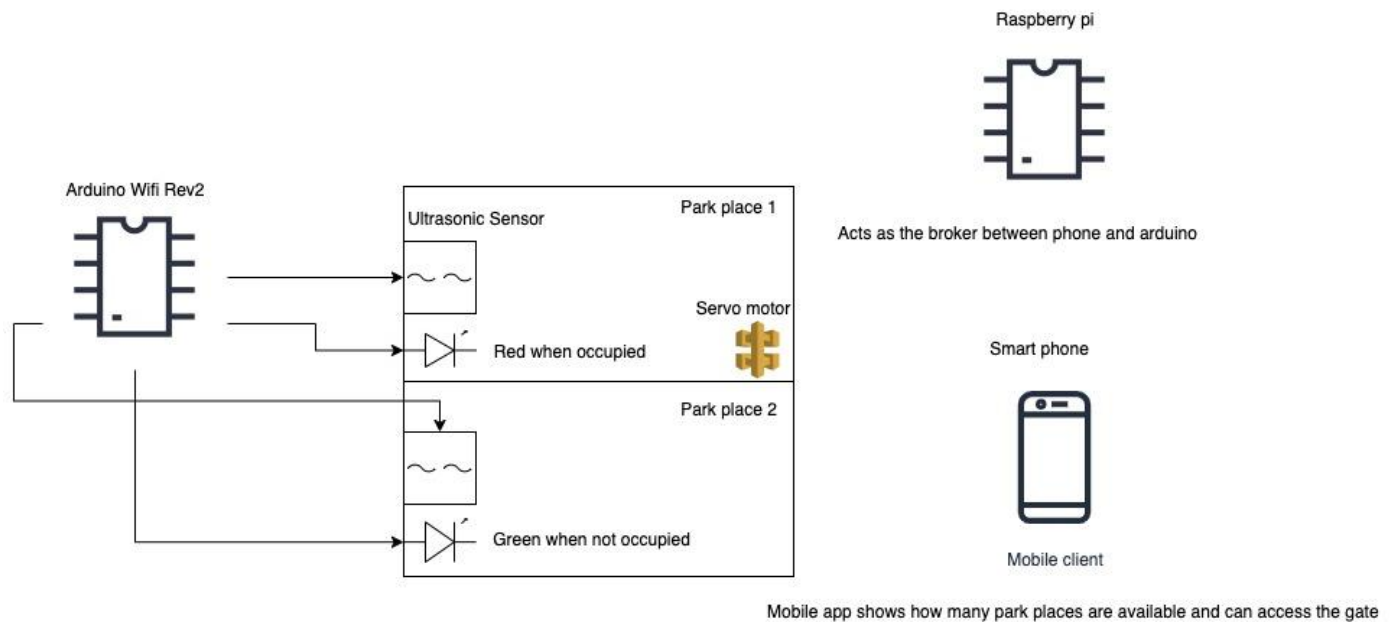 Raspberry pi
Arduino Wifi Rev2
Ultrasonic Sensor
Park place 1
Acts as the broker between phone and arduino
Servo motor
Red when occupied
Smart phone
Park place 2
Green when not occupied
Mobile client
Mobile app shows how many park places are available and can access the gate